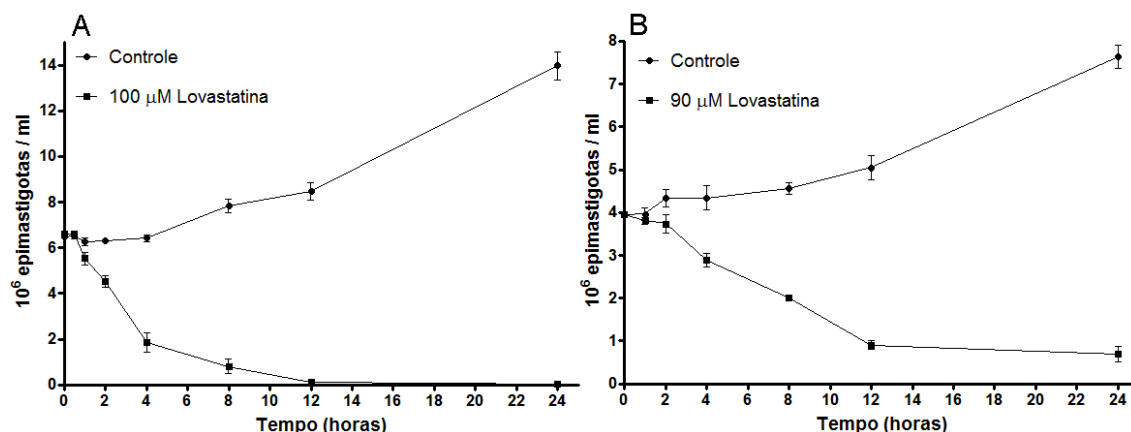 A
Controle
100 μM Lovastatina
10⁶ epimastigotas / ml
14
12
10
8
6
4
2
0
0 2 4 6 8 10 12 14 16 18 20 22 24
Tempo (horas)
B
Controle
90 μM Lovastatina
10⁶ epimastigotas / ml
8
7
6
5
4
3
2
1
0
0 2 4 6 8 10 12 14 16 18 20 22 24
Tempo (horas)